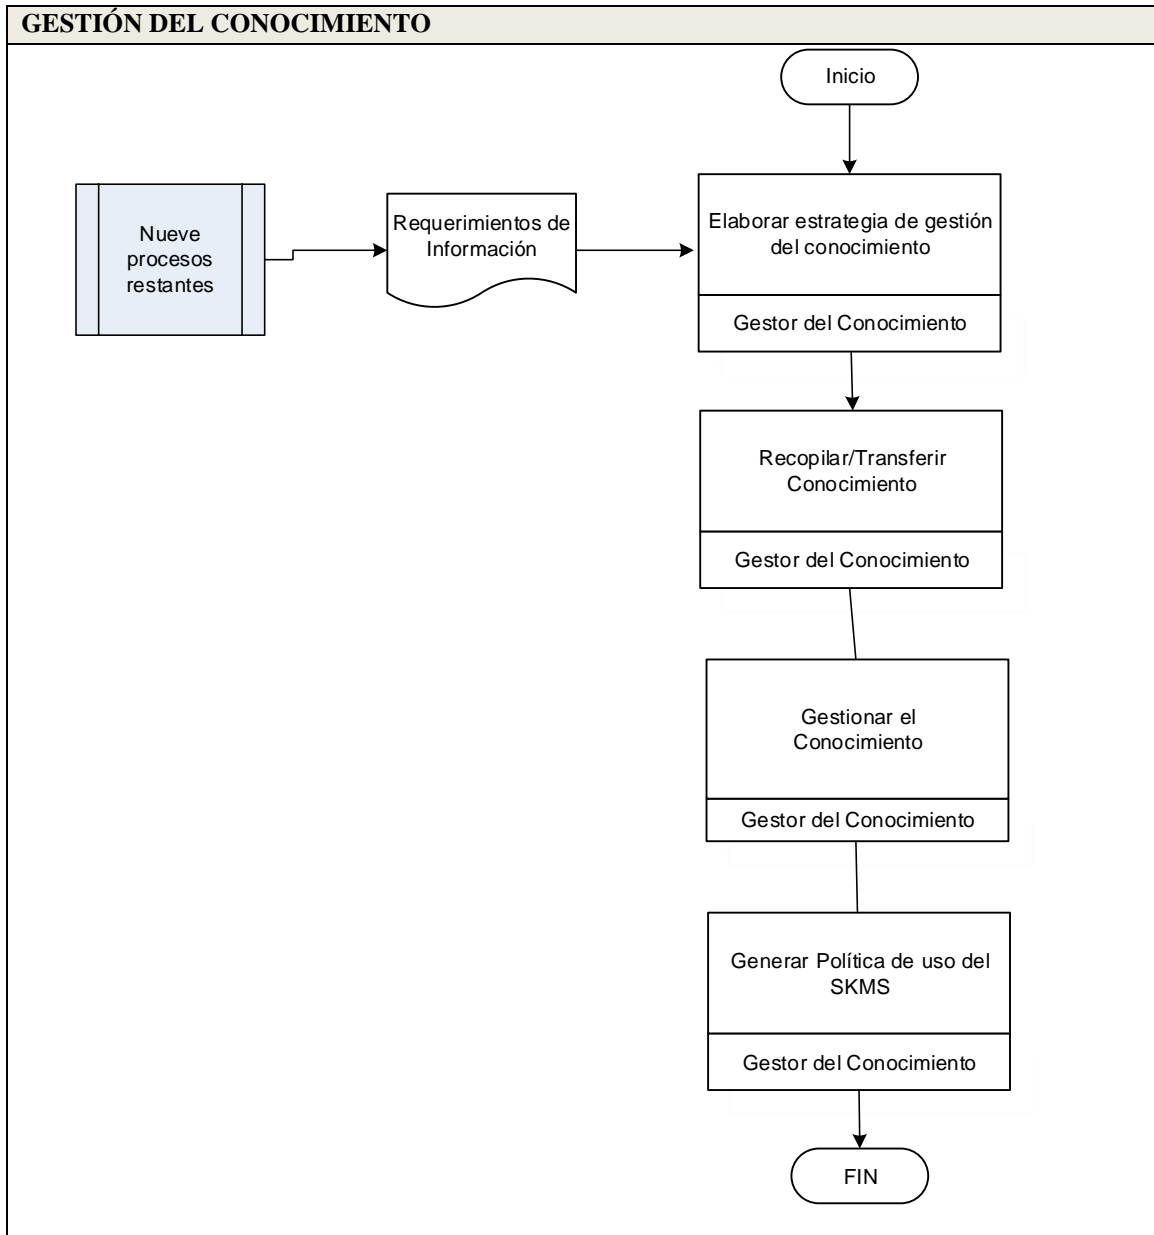 GESTIÓN DEL CONOCIMIENTO
Inicio
Nueve
procesos
restantes
Requerimientos de
Información
Elaborar estrategia de gestión
del conocimiento
Gestor del Conocimiento
Recopilar/Transferir
Conocimiento
Gestor del Conocimiento
Gestionar el
Conocimiento
Gestor del Conocimiento
Generar Política de uso del
SKMS
Gestor del Conocimiento
FIN